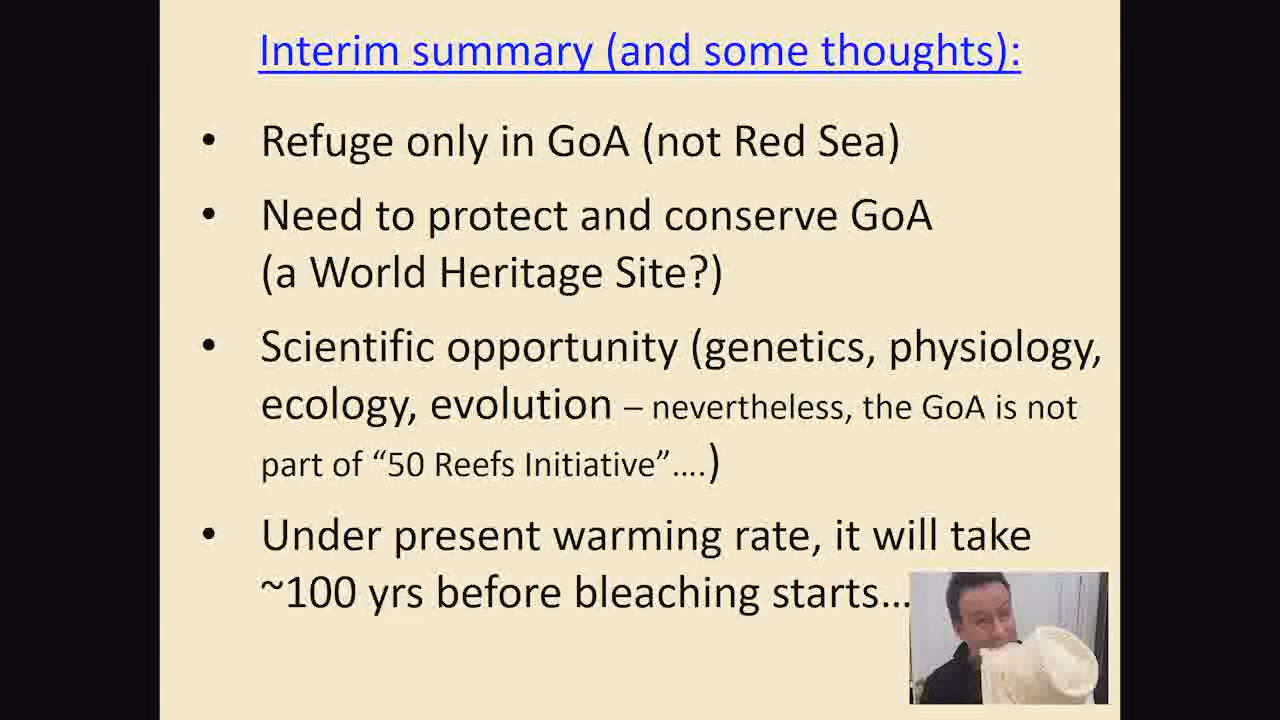 Interim summary (and some thoughts):
• Refuge only in GoA (not Red Sea)
• Need to protect and conserve GoA
(a World Heritage Site?)
• Scientific opportunity (genetics, physiology,
ecology, evolution – nevertheless, the GoA is not
part of “50 Reefs Initiative”….)
• Under present warming rate, it will take
~100 yrs before bleaching starts…